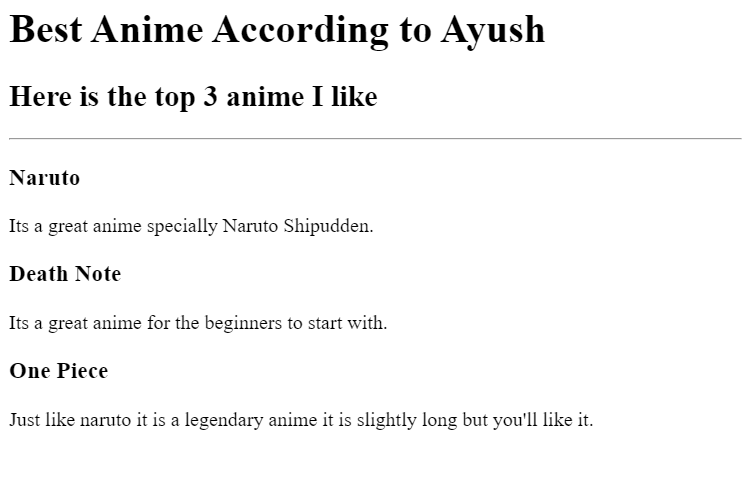 Best Anime According to Ayush
Here is the top 3 anime I like
Naruto
Its a great anime specially Naruto Shipudden.
Death Note
Its a great anime for the beginners to start with.
One Piece
Just like naruto it is a legendary anime it is slightly long but you'll like it.